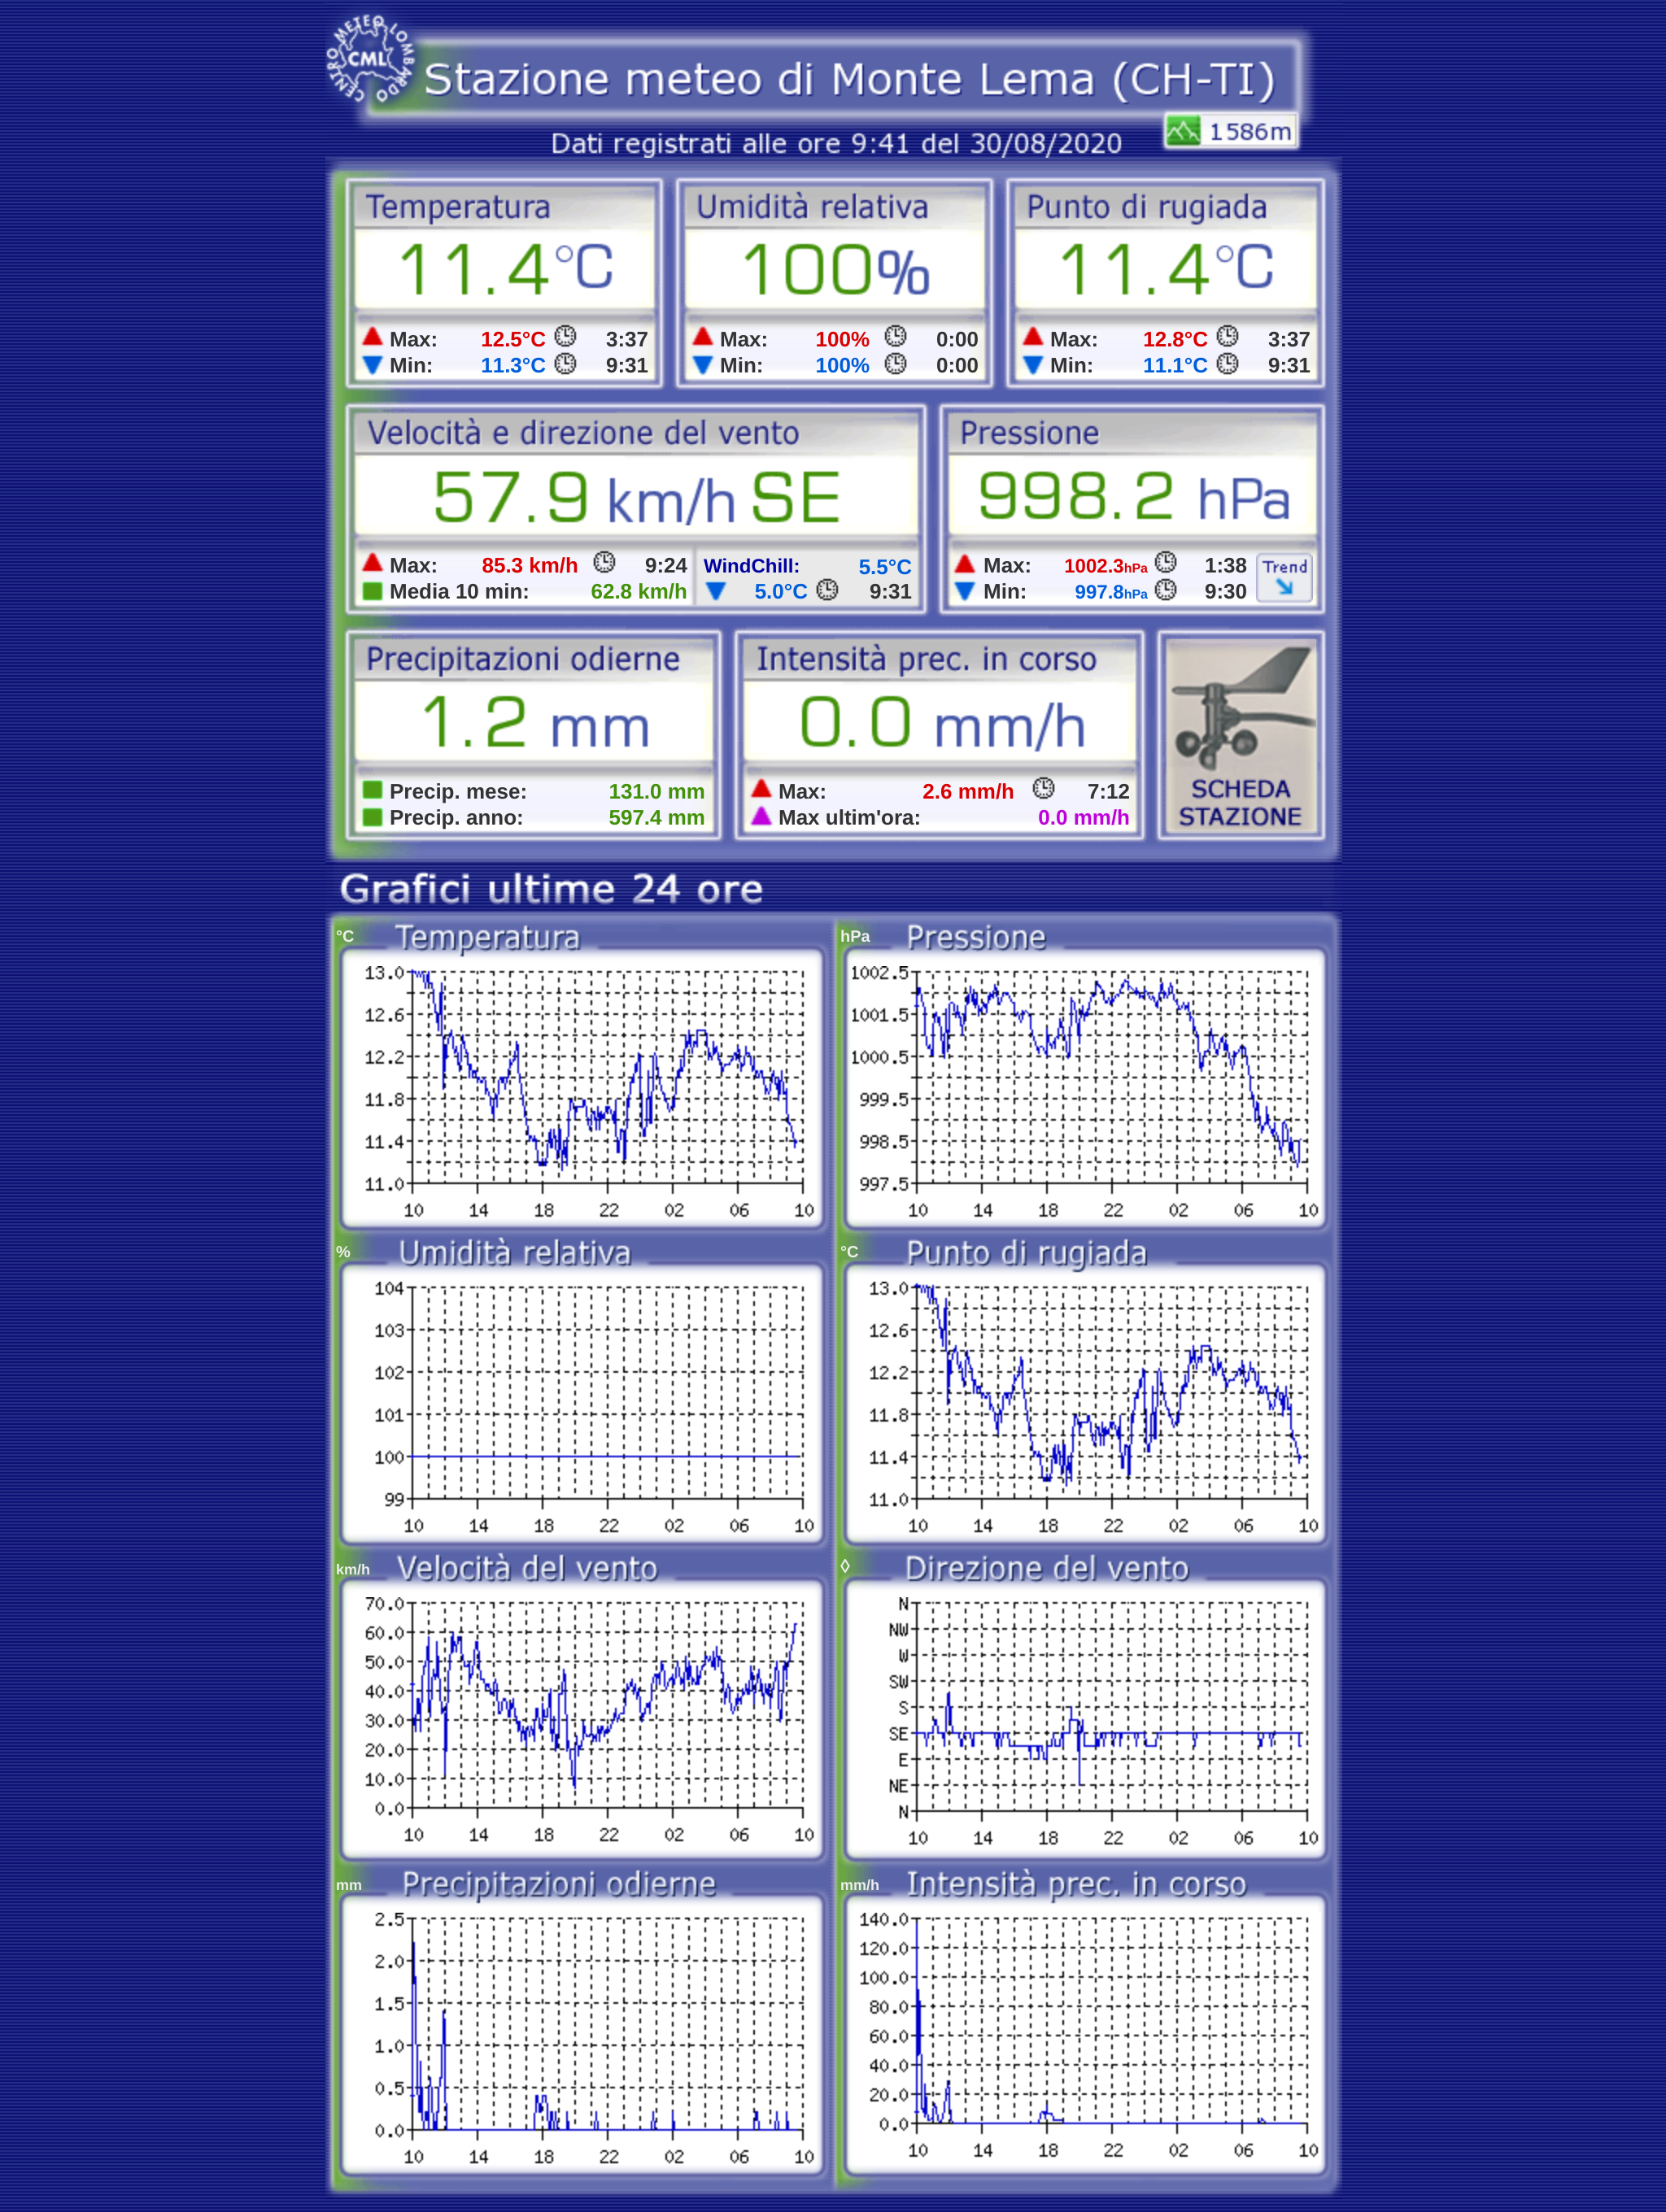 CENTRO METEO LOMBARDO
CML
Stazione meteo di Monte Lema (CH-TI)
Dati registrati alle ore 9:41 del 30/08/2020
1586m
Temperatura Umidità relativa Punto di rugiada
11.4°C 100% 11.4°C
Max: 12.5°C 3:37 Max: 100% 0:00 Max: 12.8°C 3:37
Min: 11.3°C 9:31 Min: 100% 0:00 Min: 11.1°C 9:31
Velocità e direzione del vento Pressione
57.9 km/h SE 998.2 hPa
Max: 85.3 km/h 9:24 WindChill: 5.5°C Max: 1002.3hPa 1:38 Trend
Media 10 min: 62.8 km/h 5.0°C 9:31 Min: 997.8hPa 9:30
Precipitazioni odierne Intensità prec. in corso
1.2 mm 0.0 mm/h
Precip. mese: 131.0 mm Max: 2.6 mm/h 7:12 SCHEDA
Precip. anno: 597.4 mm Max ultim'ora: 0.0 mm/h STAZIONE
Grafici ultime 24 ore
°C Temperatura
13.0
12.6
12.2
11.8
11.4
11.0
10 14 18 22 02 06 10
hPa Pressione
1002.5
1001.5
1000.5
999.5
998.5
997.5
10 14 18 22 02 06 10
% Umidità relativa
104
103
102
101
100
99
10 14 18 22 02 06 10
°C Punto di rugiada
13.0
12.6
12.2
11.8
11.4
11.0
10 14 18 22 02 06 10
km/h Velocità del vento
70.0
60.0
50.0
40.0
30.0
20.0
10.0
0.0
10 14 18 22 02 06 10
◊ Direzione del vento
N
NW
W
SW
S
SE
E
NE
N
10 14 18 22 02 06 10
mm Precipitazioni odierne
2.5
2.0
1.5
1.0
0.5
0.0
10 14 18 22 02 06 10
mm/h Intensità prec. in corso
140.0
120.0
100.0
80.0
60.0
40.0
20.0
0.0
10 14 18 22 02 06 10